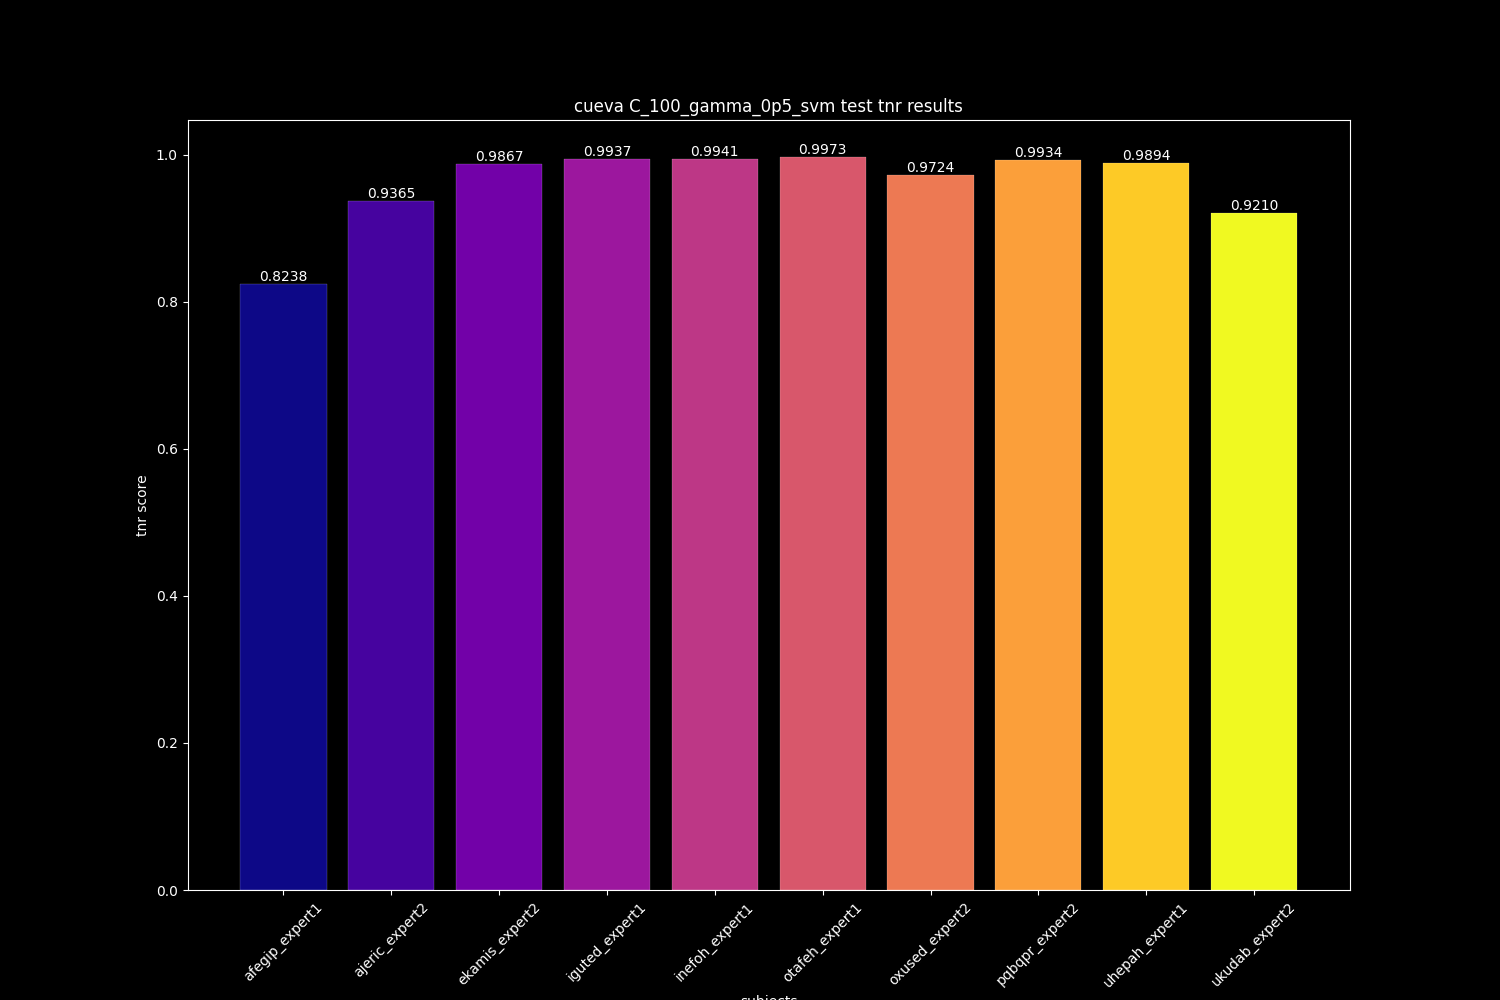 cueva C_100_gamma_0p5_svm test tnr results
1.0
0.8
0.6
0.4
0.2
0.0
tnr score
0.8238
0.9365
0.9867
0.9937
0.9941
0.9973
0.9724
0.9934
0.9894
0.9210
afegip_expert1
ajeric_expert2
ekamis_expert2
iguted_expert1
inefoh_expert1
otafeh_expert1
oxused_expert2
pqbqpr_expert2
uhepah_expert1
ukudab_expert2
subjects